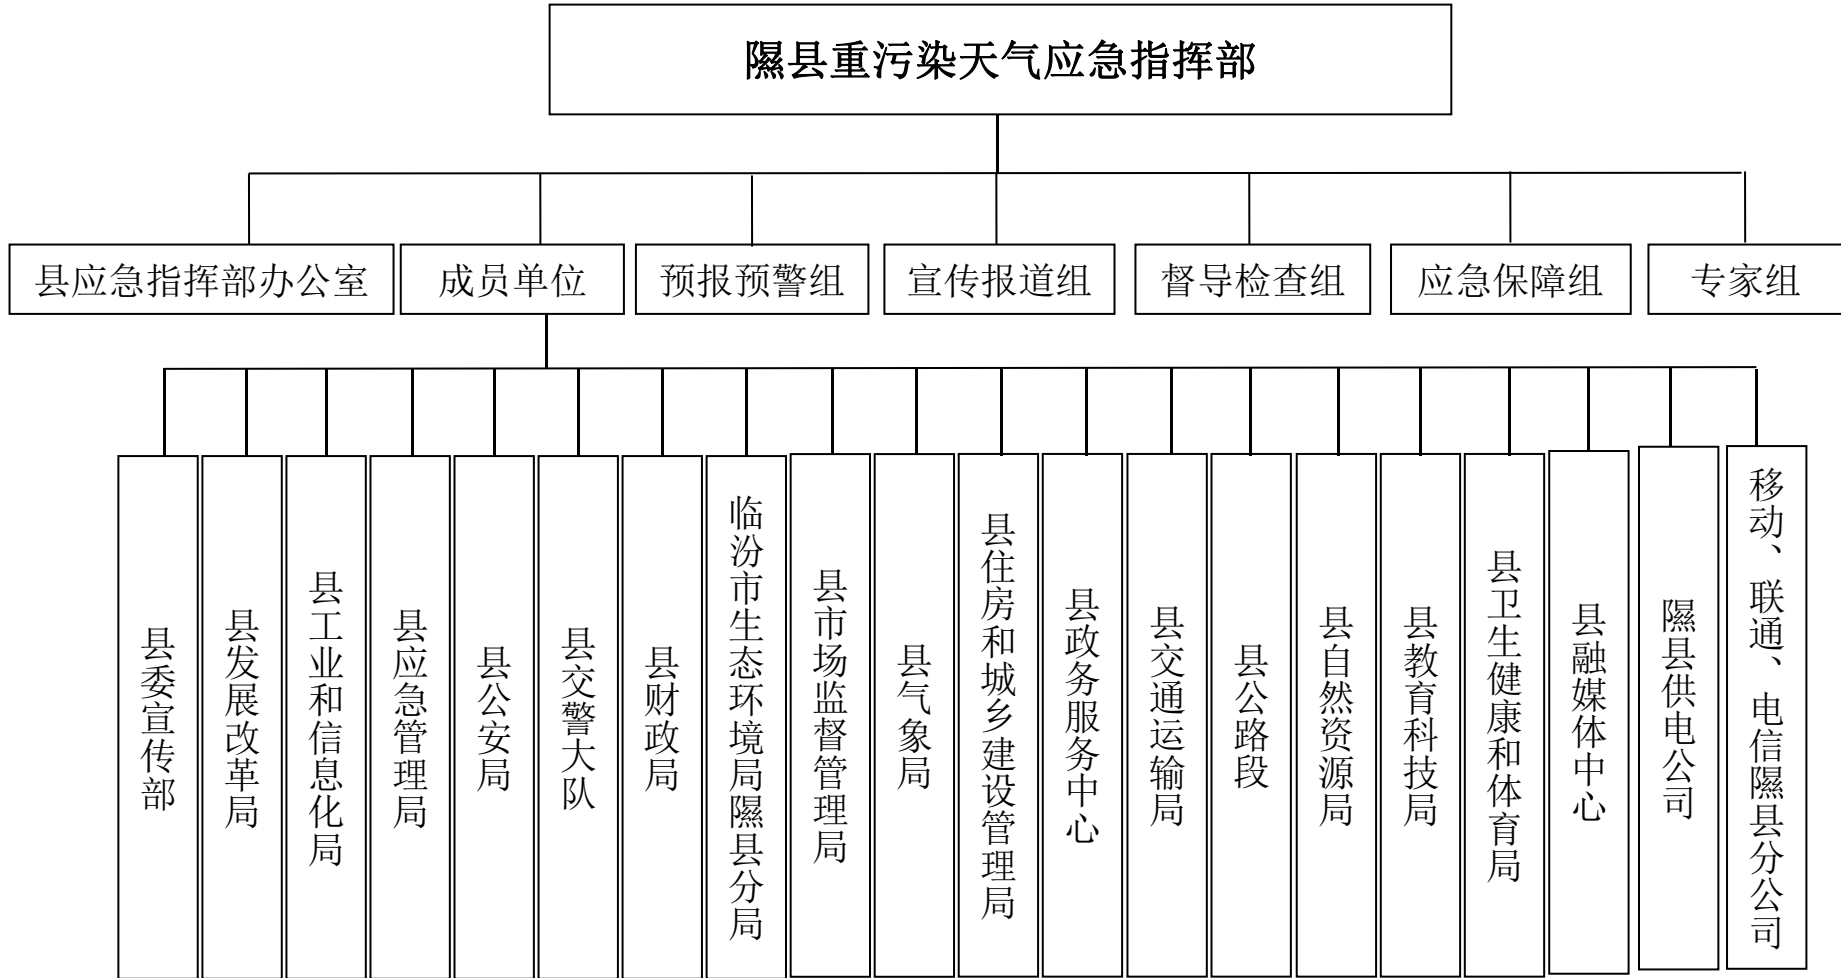 隰县重污染天气应急指挥部
县应急指挥部办公室
成员单位
预报预警组
宣传报道组
督导检查组
应急保障组
专家组
县委宣传部
县发展改革局
县工业和信息化局
县应急管理局
县公安局
县交警大队
县财政局
临汾市生态环境局隰县分局
县市场监督管理局
县气象局
县住房和城乡建设管理局
县政务服务中心
县交通运输局
县公路段
县自然资源局
县教育科技局
县卫生健康和体育局
县融媒体中心
隰县供电公司
移动、联通、电信隰县分公司